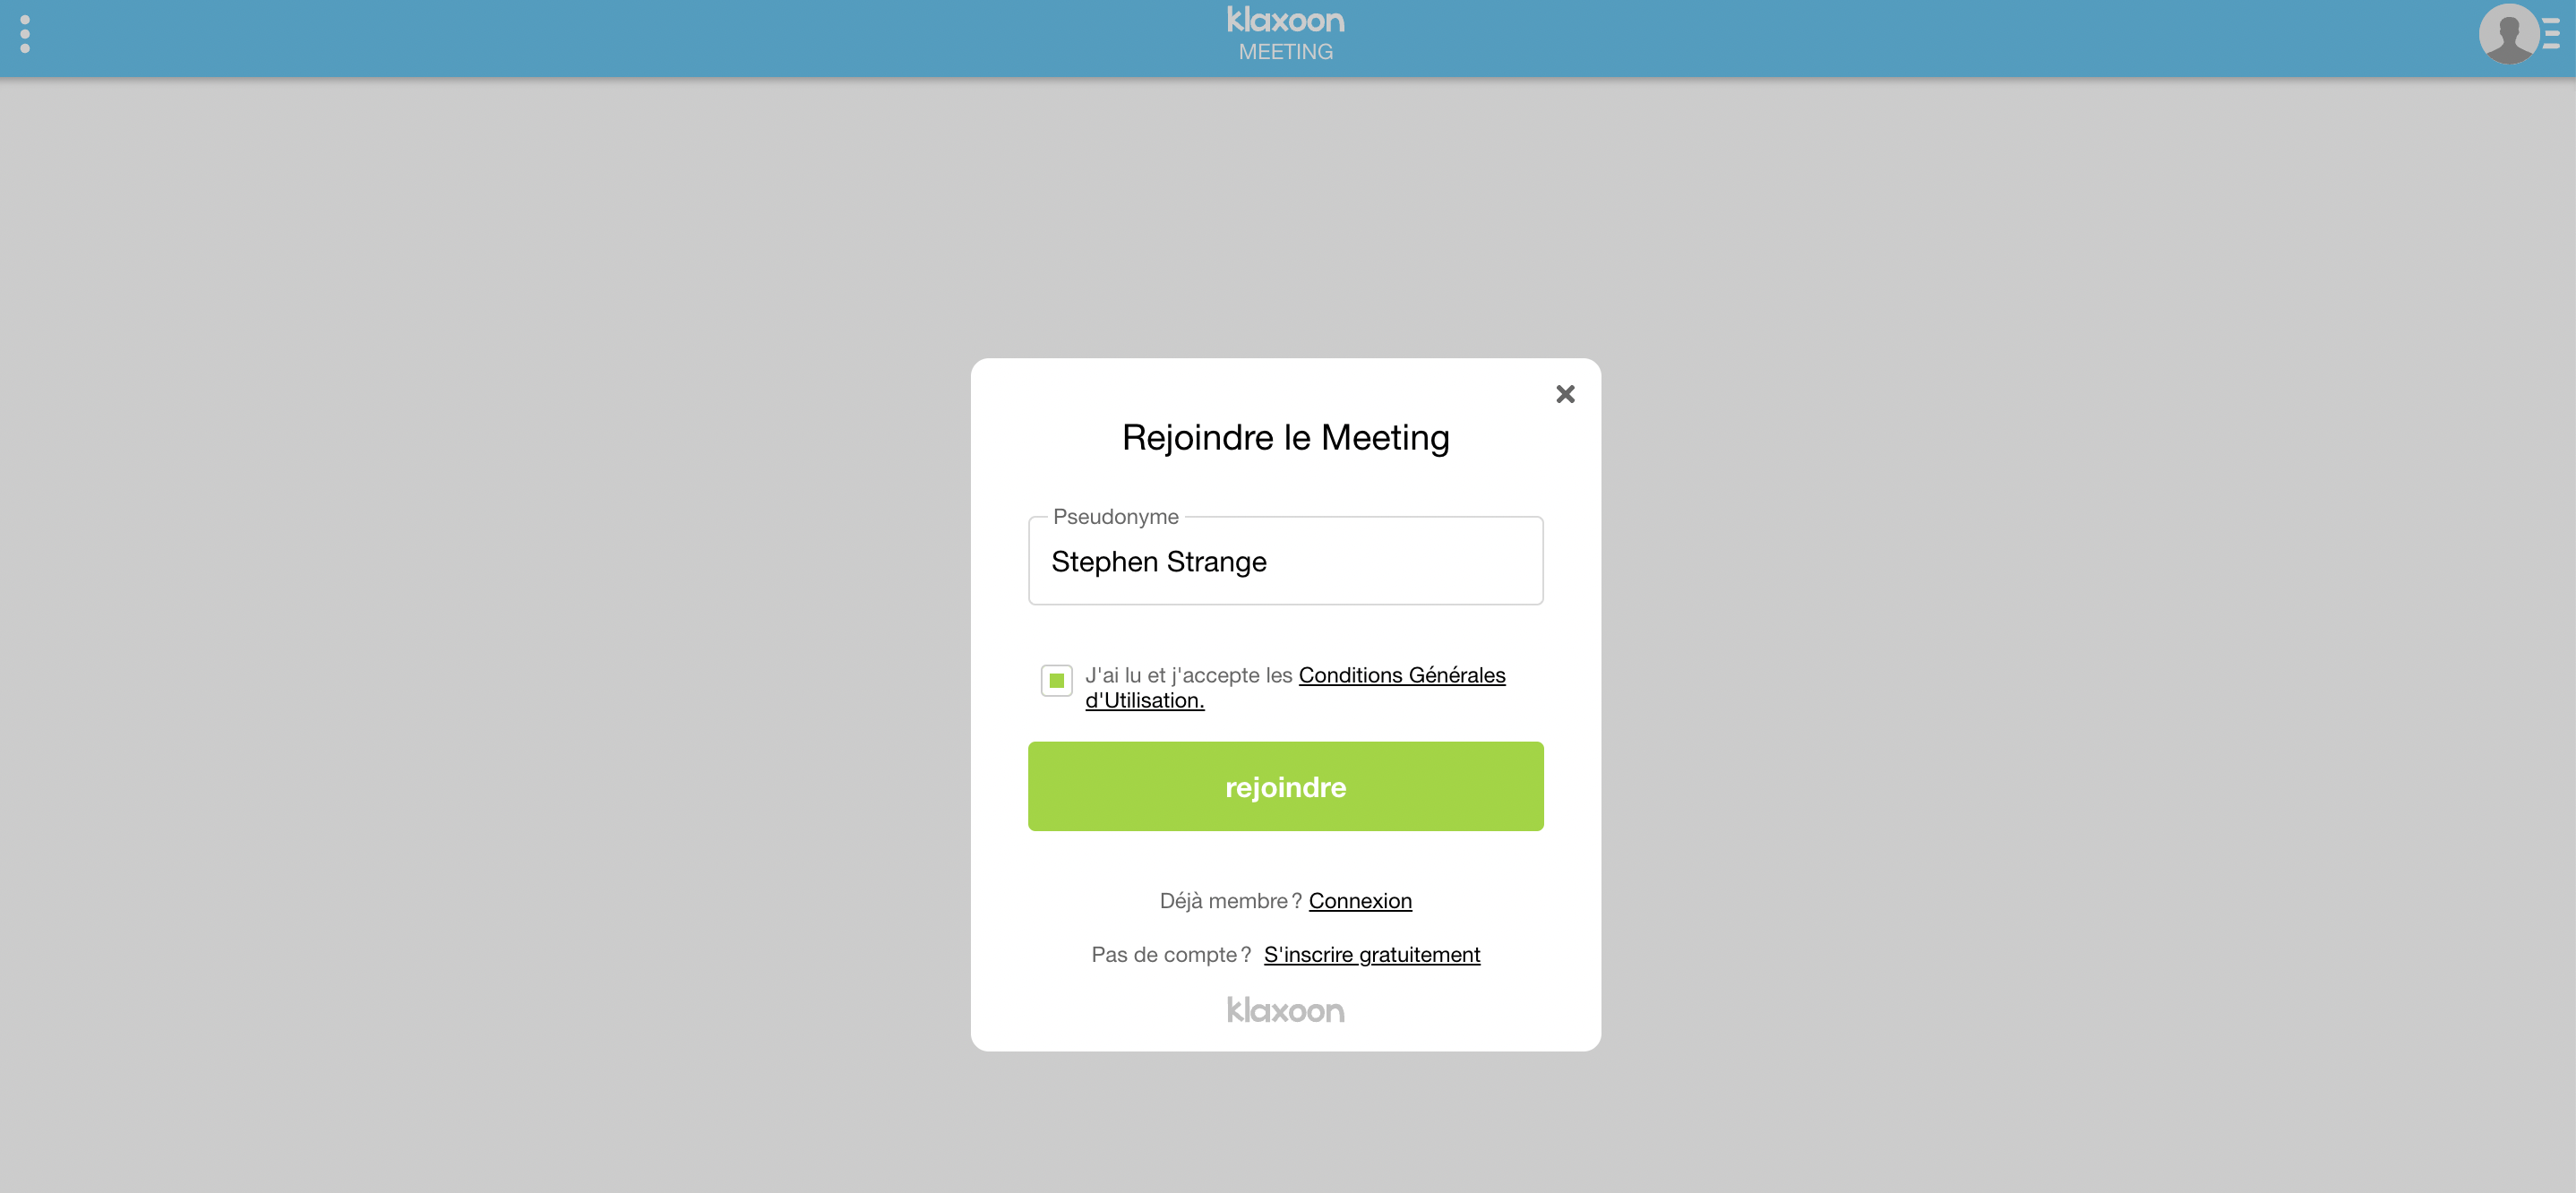 klaxoon
MEETING
Rejoindre le Meeting
Pseudonyme
Stephen Strange
J'ai lu et j'accepte les Conditions Générales
d'Utilisation.
rejoindre
Déjà membre ? Connexion
Pas de compte ? S'inscrire gratuitement
klaxoon